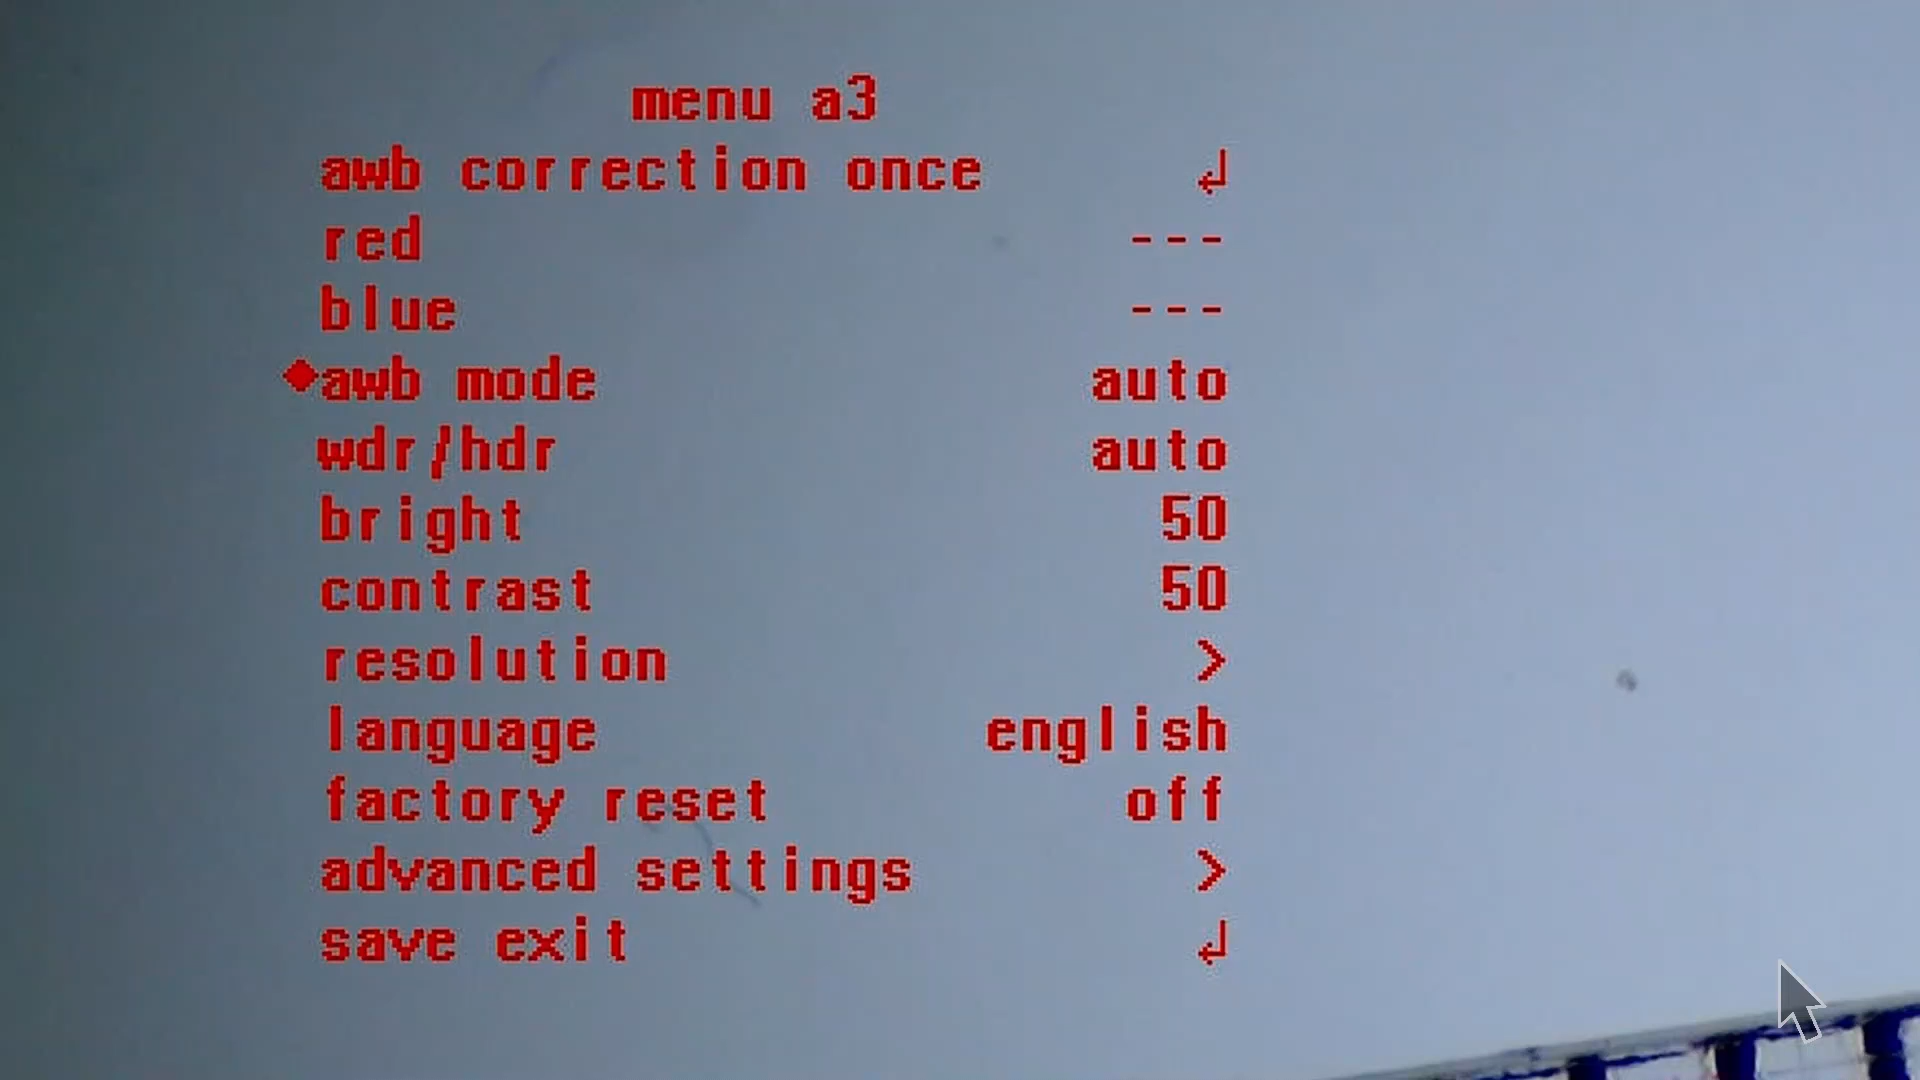 menu a3
awb correction once ↲
red ---
blue ---
◆awb mode auto
wdr/hdr auto
bright 50
contrast 50
resolution >
language english
factory reset off
advanced settings >
save exit ↲